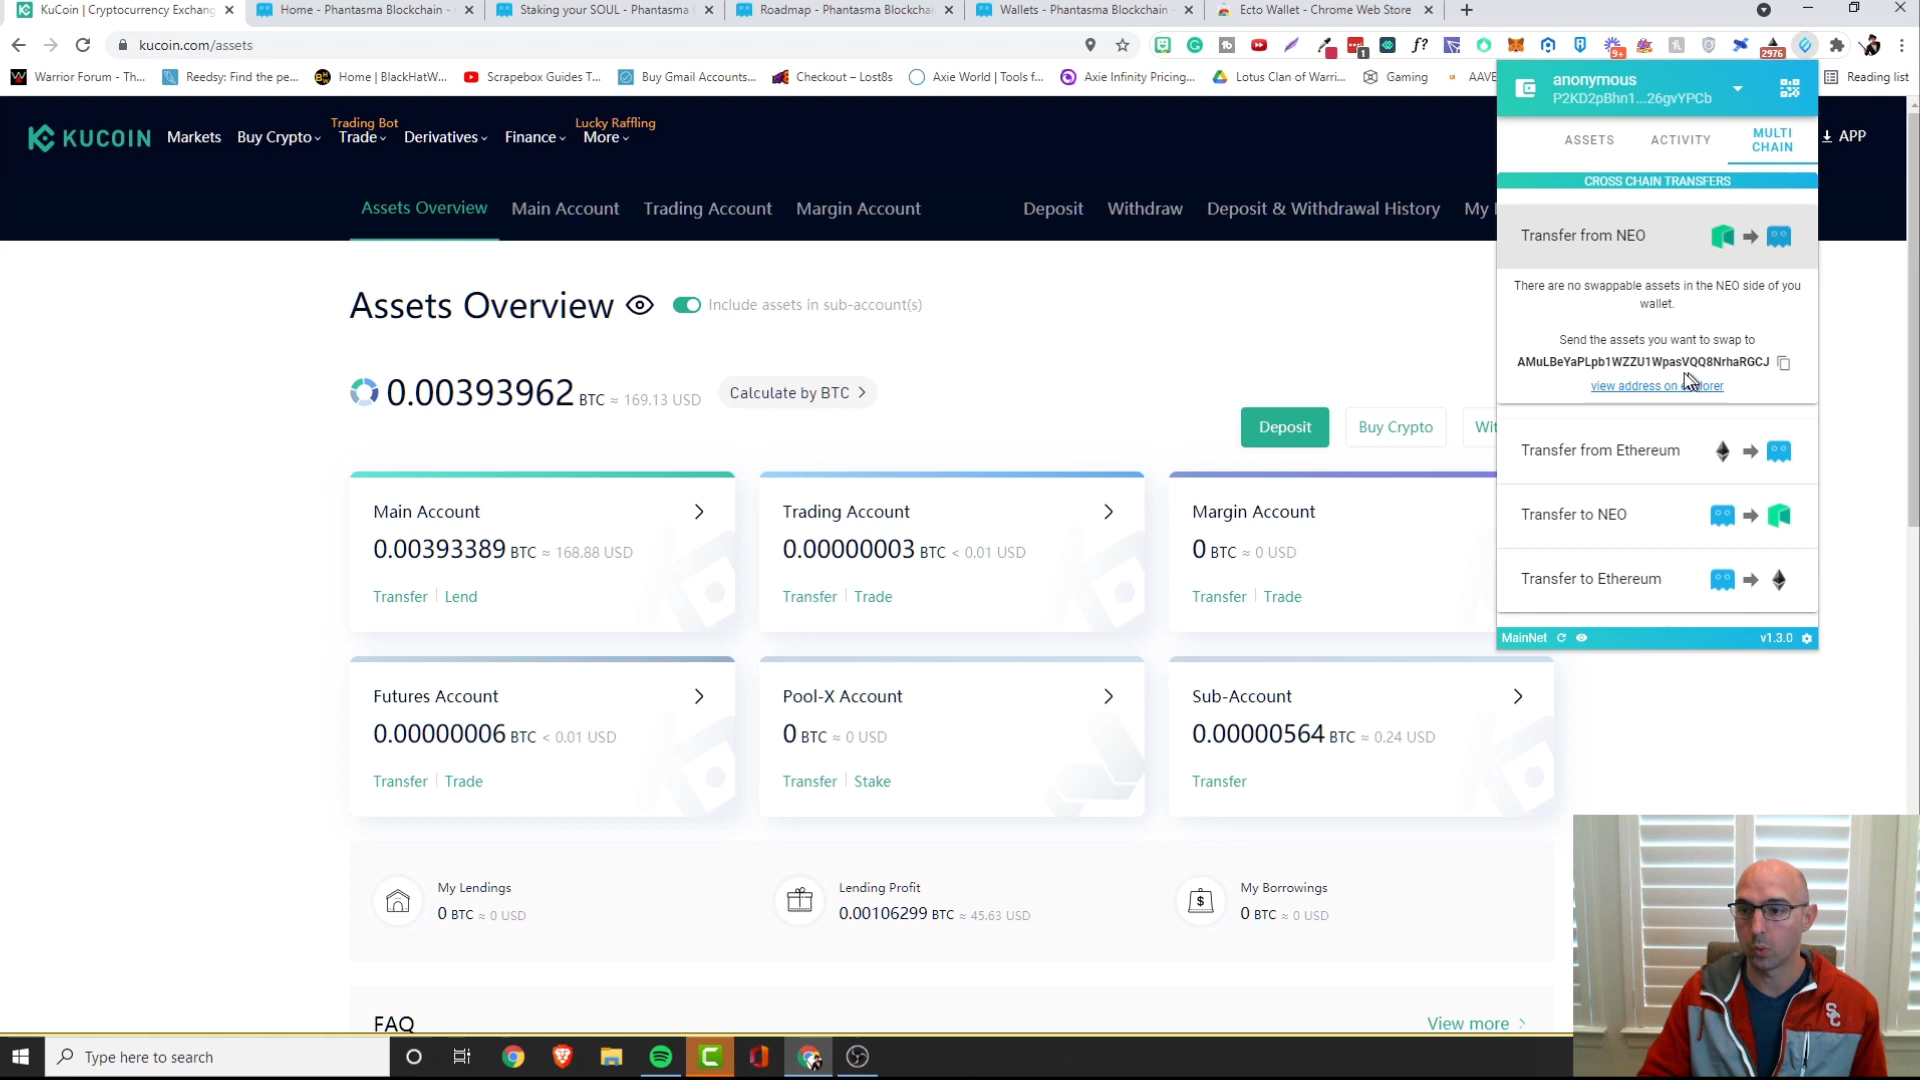 KuCoin | Cryptocurrency Exchang
Home - Phantasma Blockchain -
Staking your SOUL - Phantasma
Roadmap - Phantasma Blockchai
Wallets - Phantasma Blockchain
Ecto Wallet - Chrome Web Store
kucoin.com/assets
Warrior Forum - Th...
Reedsy: Find the pe...
Home | BlackHatW...
Scrapebox Guides T...
Buy Gmail Accounts...
Checkout – Lost8s
Axie World | Tools f...
Axie Infinity Pricing...
Lotus Clan of Warri...
Gaming
AAVE
Reading list
1
9+
2976
KUCOIN
Markets
Buy Crypto
Trading Bot
Trade
Derivatives
Finance
Lucky Raffling
More
APP
Assets Overview
Main Account
Trading Account
Margin Account
Deposit
Withdraw
Deposit & Withdrawal History
My
Assets Overview
Include assets in sub-account(s)
0.00393962 BTC ≈ 169.13 USD
Calculate by BTC
Deposit
Buy Crypto
Wit
Main Account
0.00393389 BTC ≈ 168.88 USD
Transfer | Lend
Trading Account
0.00000003 BTC < 0.01 USD
Transfer | Trade
Margin Account
0 BTC ≈ 0 USD
Transfer | Trade
Futures Account
0.00000006 BTC < 0.01 USD
Transfer | Trade
Pool-X Account
0 BTC ≈ 0 USD
Transfer | Stake
Sub-Account
0.00000564 BTC ≈ 0.24 USD
Transfer
My Lendings
0 BTC ≈ 0 USD
Lending Profit
0.00106299 BTC ≈ 45.63 USD
My Borrowings
0 BTC ≈ 0 USD
FAQ
View more
anonymous
P2KD2pBhn1...26gvYPCb
ASSETS
ACTIVITY
MULTI
CHAIN
CROSS CHAIN TRANSFERS
Transfer from NEO
There are no swappable assets in the NEO side of you
wallet.
Send the assets you want to swap to
AMuLBeYaPLpb1WZZU1WpasVQQ8NrhaRGCJ
view address on explorer
Transfer from Ethereum
Transfer to NEO
Transfer to Ethereum
MainNet
v1.3.0
Type here to search